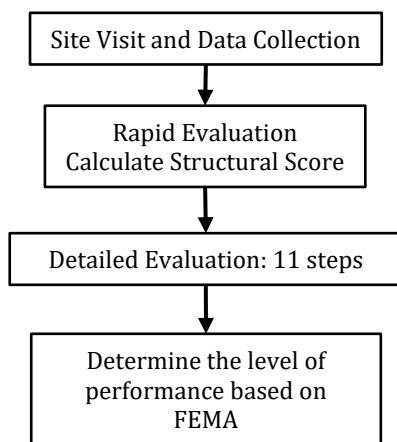 Site Visit and Data Collection
Rapid Evaluation
Calculate Structural Score
Detailed Evaluation: 11 steps
Determine the level of
performance based on
FEMA